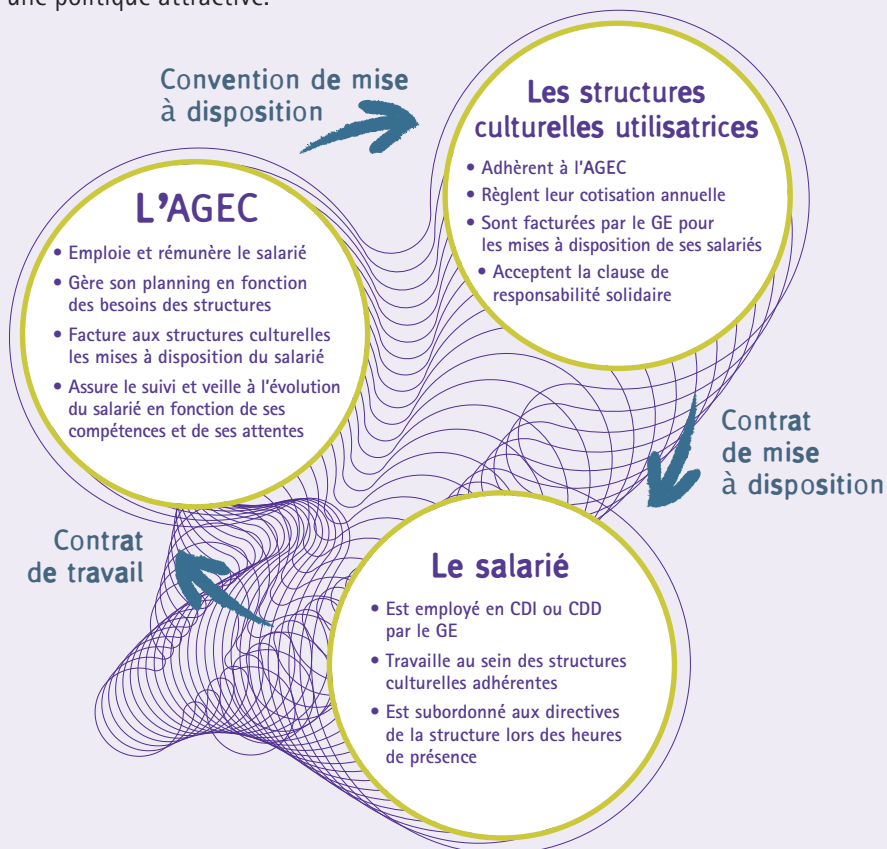 une politique attractive.
Convention de mise
à disposition
Les structures
culturelles utilisatrices
• Adhèrent à l'AGEC
• Règlent leur cotisation annuelle
• Sont facturées par le GE pour
les mises à disposition de ses salariés
• Acceptent la clause de
responsabilité solidaire
L'AGEC
• Emploie et rémunère le salarié
• Gère son planning en fonction
des besoins des structures
• Facture aux structures culturelles
les mises à disposition du salarié
• Assure le suivi et veille à l'évolution
du salarié en fonction de ses
compétences et de ses attentes
Contrat
de mise
à disposition
Contrat
de travail
Le salarié
• Est employé en CDI ou CDD
par le GE
• Travaille au sein des structures
culturelles adhérentes
• Est subordonné aux directives
de la structure lors des heures
de présence